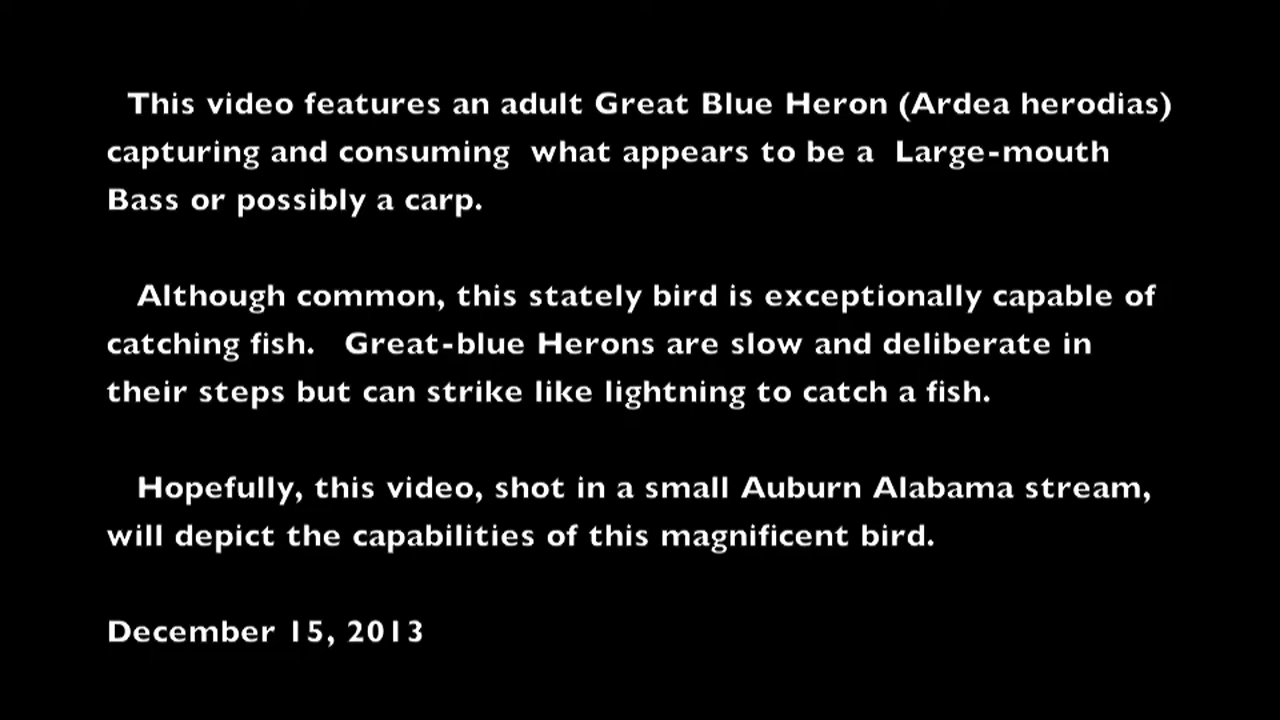 This video features an adult Great Blue Heron (Ardea herodias)
capturing and consuming what appears to be a Large-mouth
Bass or possibly a carp.
Although common, this stately bird is exceptionally capable of
catching fish. Great-blue Herons are slow and deliberate in
their steps but can strike like lightning to catch a fish.
Hopefully, this video, shot in a small Auburn Alabama stream,
will depict the capabilities of this magnificent bird.
December 15, 2013